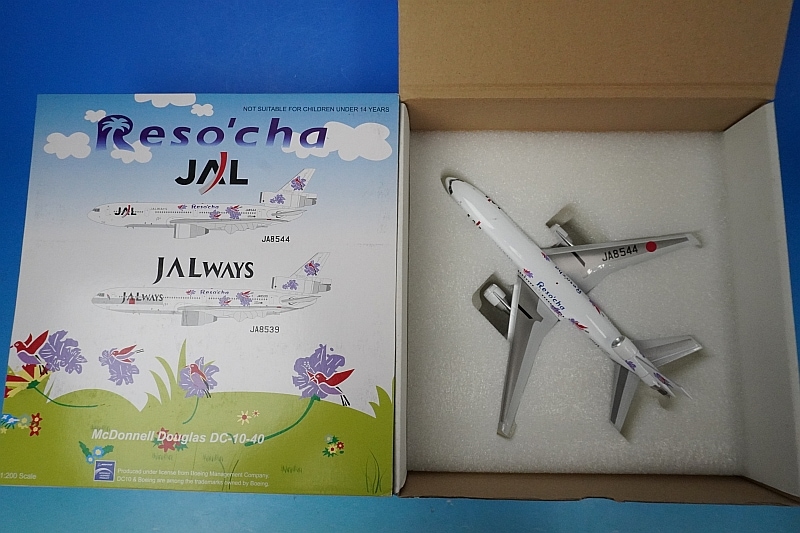 NOT SUITABLE FOR CHILDREN UNDER 14 YEARS
Reso'cha
JAL
JAL
Reso'cha
JA8544
JALWAYS
JALWAYS
Reso'cha
JA8539
McDonnell Douglas DC-10-40
1:200 Scale
Produced under license from Boeing Management Company.
DC10 & Boeing are among the trademarks owned by Boeing.
JA8544
Reso'cha